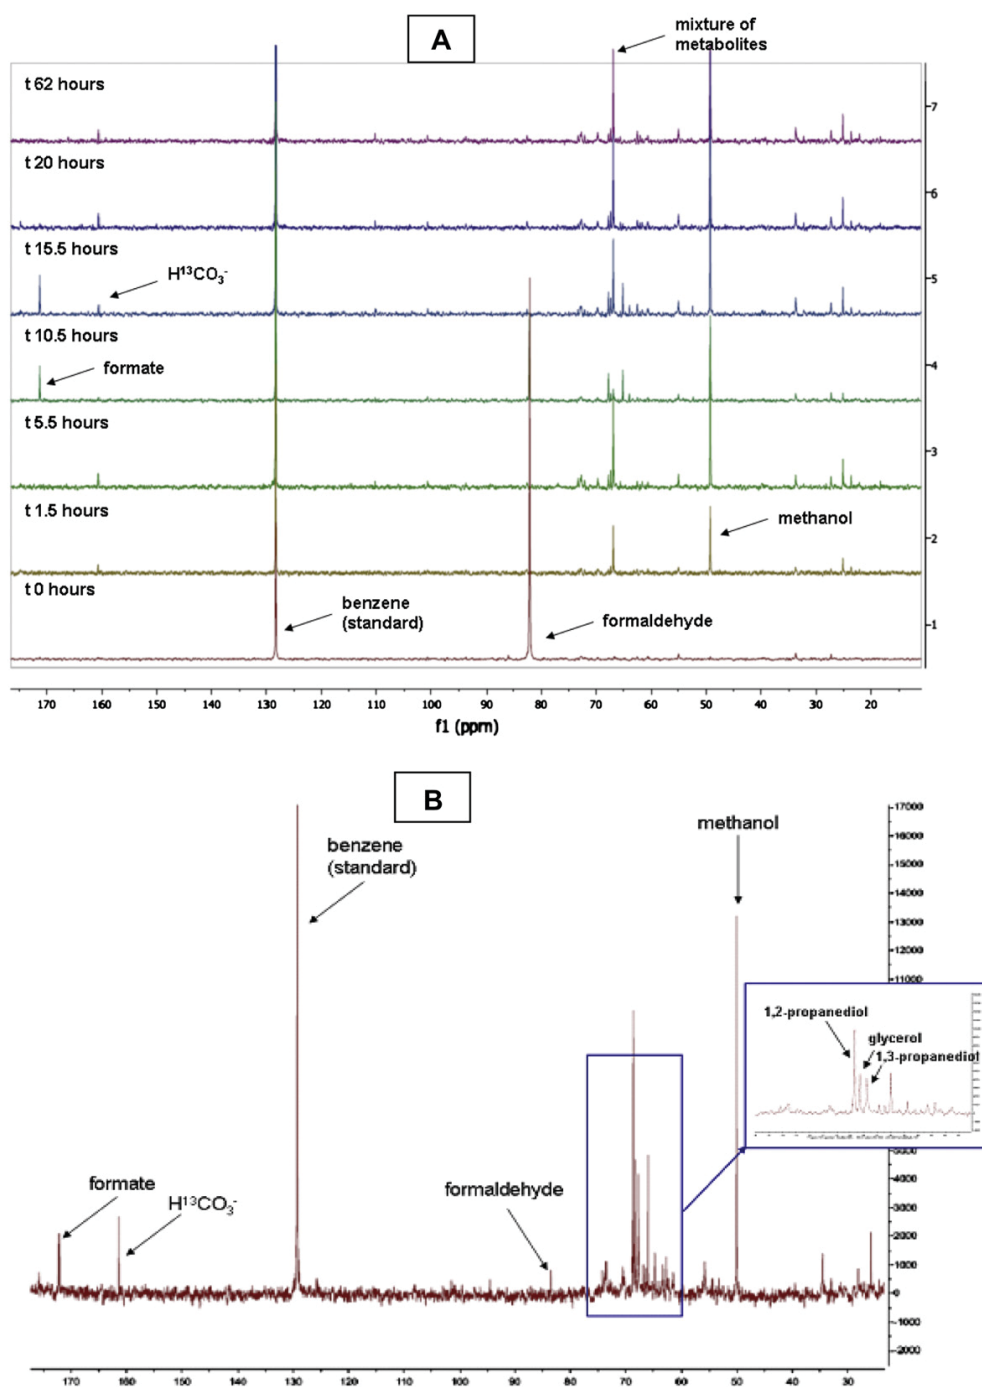 A
mixture of
metabolites
t 62 hours
t 20 hours
t 15.5 hours
H¹³CO₃⁻
t 10.5 hours
formate
t 5.5 hours
t 1.5 hours
methanol
t 0 hours
benzene
(standard)
formaldehyde
7
6
5
4
3
2
1
170 160 150 140 130 120 110 100 90 80 70 60 50 40 30 20
f1 (ppm)
B
benzene
(standard)
methanol
17000
16000
15000
14000
13000
12000
11000
1,2-propanediol
glycerol
1,3-propanediol
formate
H¹³CO₃⁻
formaldehyde
5000
4000
3000
2000
1000
0
-1000
-2000
170 160 150 140 130 120 110 100 90 80 70 60 50 40 30